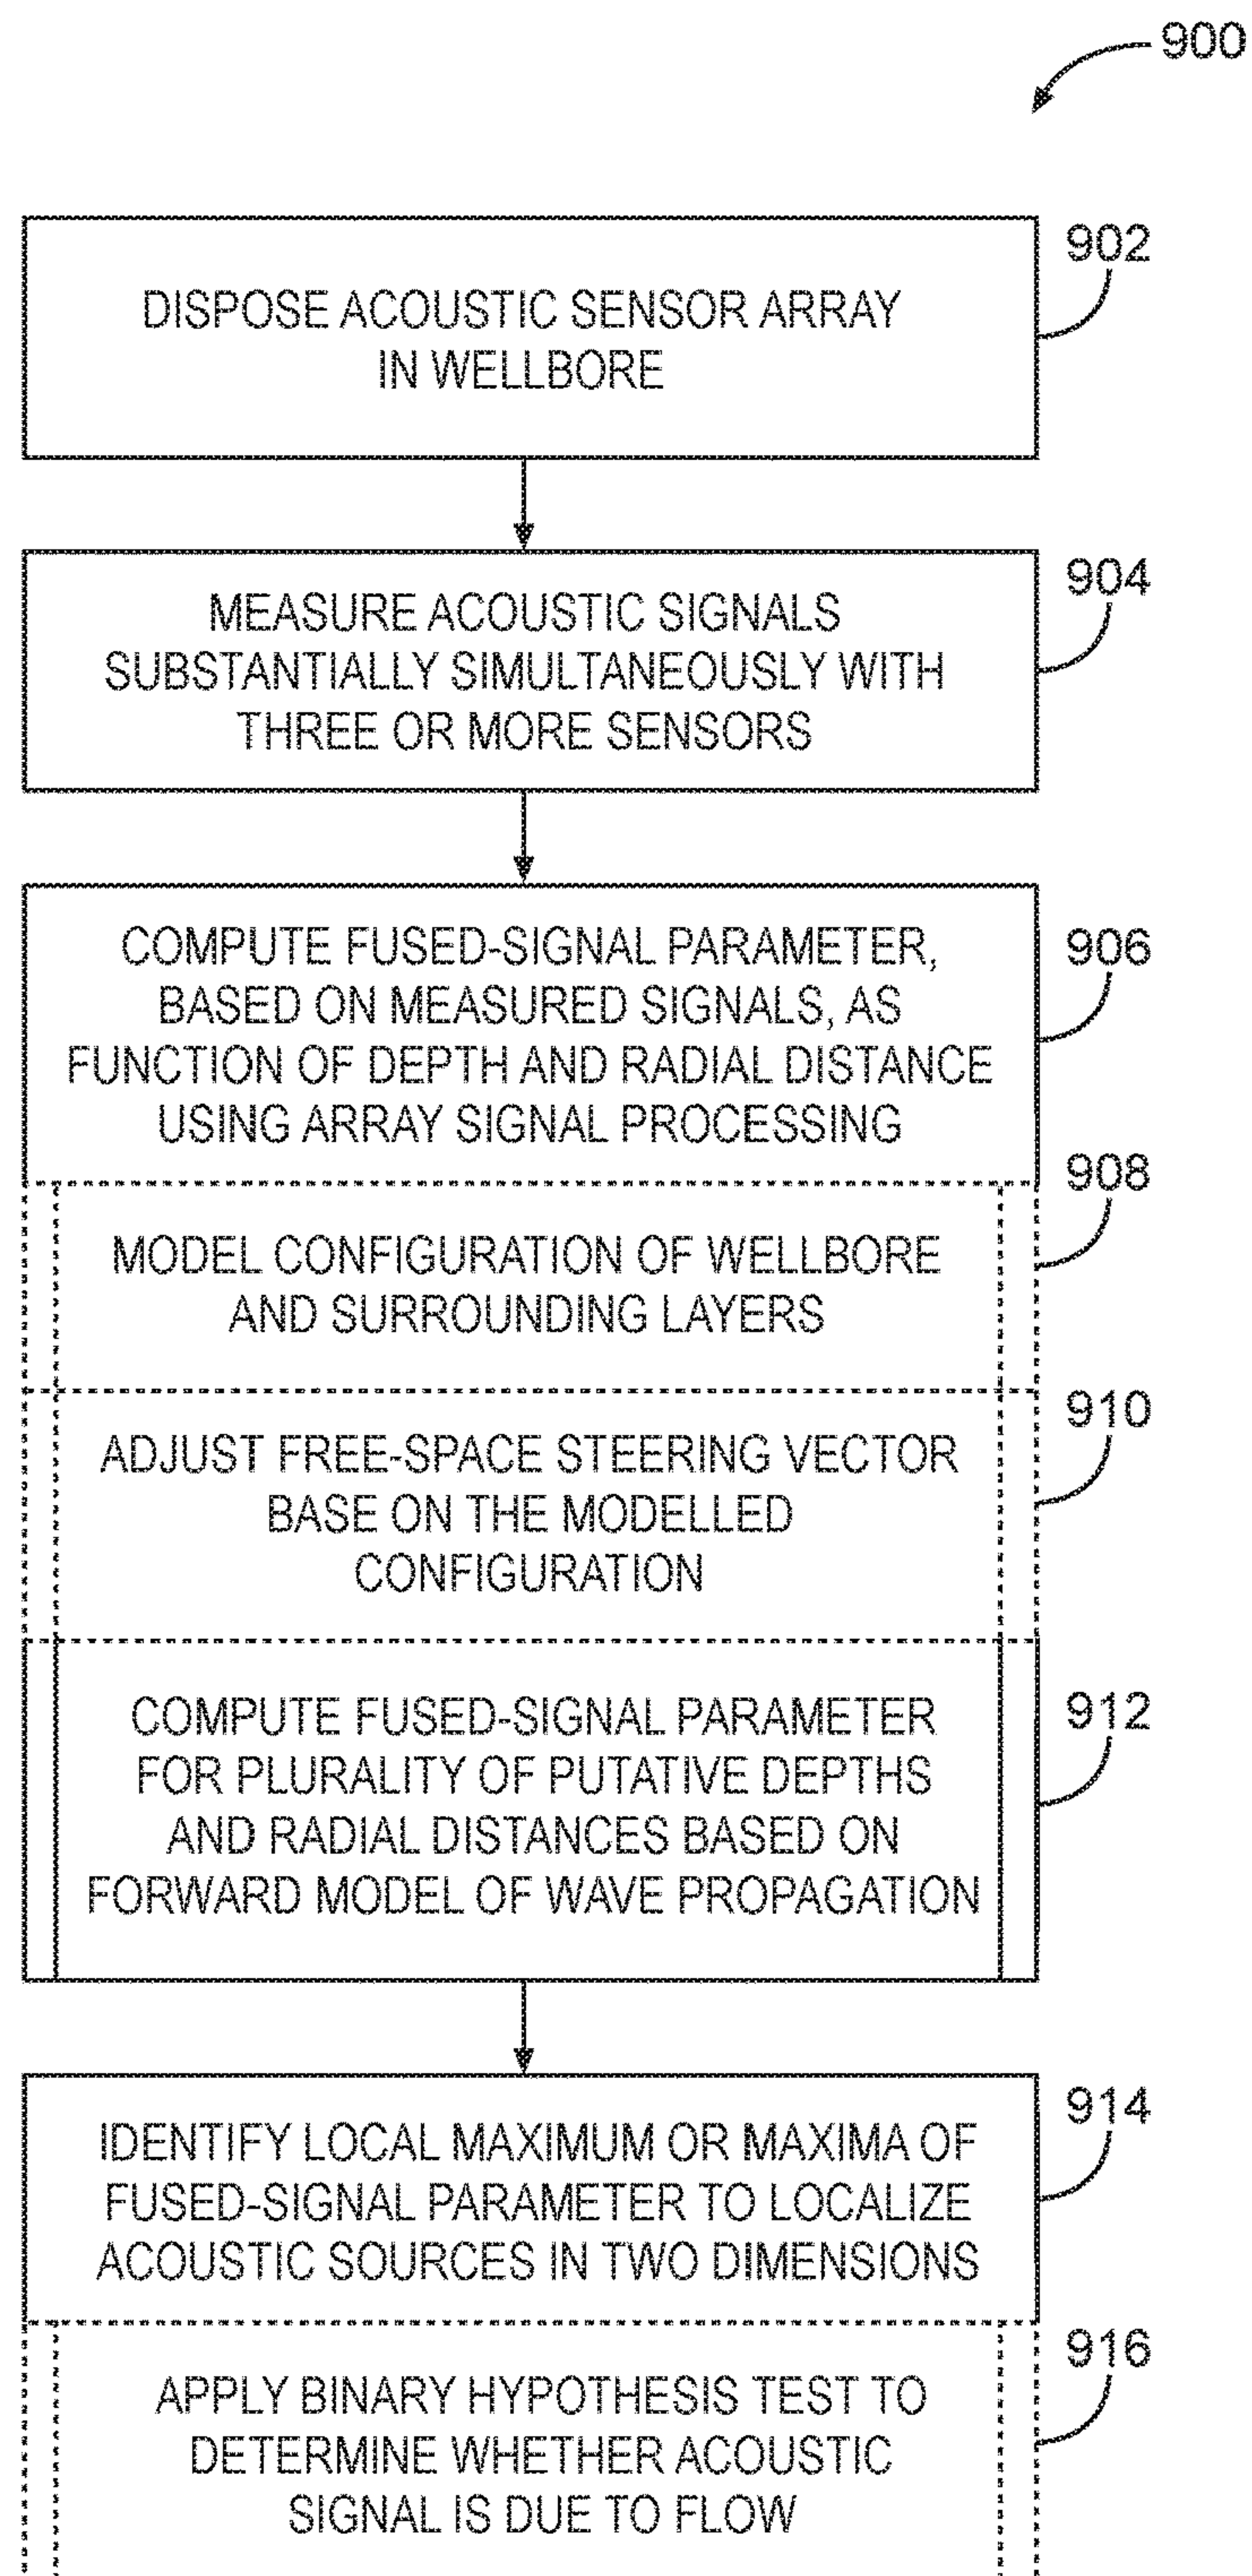 900
902
DISPOSE ACOUSTIC SENSOR ARRAY
IN WELLBORE
904
MEASURE ACOUSTIC SIGNALS
SUBSTANTIALLY SIMULTANEOUSLY WITH
THREE OR MORE SENSORS
906
COMPUTE FUSED-SIGNAL PARAMETER,
BASED ON MEASURED SIGNALS, AS
FUNCTION OF DEPTH AND RADIAL DISTANCE
USING ARRAY SIGNAL PROCESSING
908
MODEL CONFIGURATION OF WELLBORE
AND SURROUNDING LAYERS
910
ADJUST FREE-SPACE STEERING VECTOR
BASE ON THE MODELLED
CONFIGURATION
912
COMPUTE FUSED-SIGNAL PARAMETER
FOR PLURALITY OF PUTATIVE DEPTHS
AND RADIAL DISTANCES BASED ON
FORWARD MODEL OF WAVE PROPAGATION
914
IDENTIFY LOCAL MAXIMUM OR MAXIMA OF
FUSED-SIGNAL PARAMETER TO LOCALIZE
ACOUSTIC SOURCES IN TWO DIMENSIONS
916
APPLY BINARY HYPOTHESIS TEST TO
DETERMINE WHETHER ACOUSTIC
SIGNAL IS DUE TO FLOW